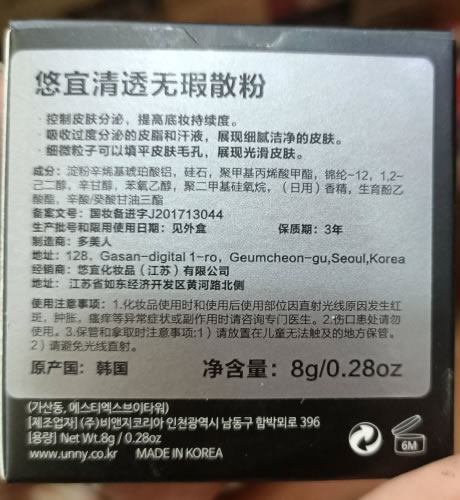 悠宜清透无瑕散粉
· 控制皮肤分泌，提高底妆持续度。
· 吸收过度分泌的皮脂和汗液，展现细腻洁净的皮肤。
· 细微粒子可以填平皮肤毛孔，展现光滑皮肤。
成分：淀粉辛烯基琥珀酸铝，硅石，聚甲基丙烯酸甲酯，锦纶-12，1,2-
己二醇，辛甘醇，苯氧乙醇，聚二甲基硅氧烷，（日用）香精，生育酚乙
酸酯，辛酸/癸酸甘油三酯
备案文号：国妆备进字J201713044
生产批号和限用使用日期：见外盒 保质期：3年
制造商：多美人
地址：128，Gasan-digital 1-ro，Geumcheon-gu,Seoul,Korea
经销商：悠宜化妆品（江苏）有限公司
地址：江苏省如东经济开发区黄河路北侧
使用注意事项：1.化妆品使用时和使用后使用部位因直射光线原因发生红
斑，肿胀，瘙痒等异常症状或副作用时请咨询专门医生。2.伤口患处请勿
使用。3.保管和拿取时注意事项:1）请放置在儿童无法触及的地方保管。
2）请避免光线直射。
原产国：韩国 净含量：8g/0.28oz
(가산동, 에스티엑스브이타워)
[제조업자] (주)비앤지코리아 인천광역시 남동구 함박뫼로 396
[용량] Net Wt.8g / 0.28oz
www.unny.co.kr MADE IN KOREA
6M